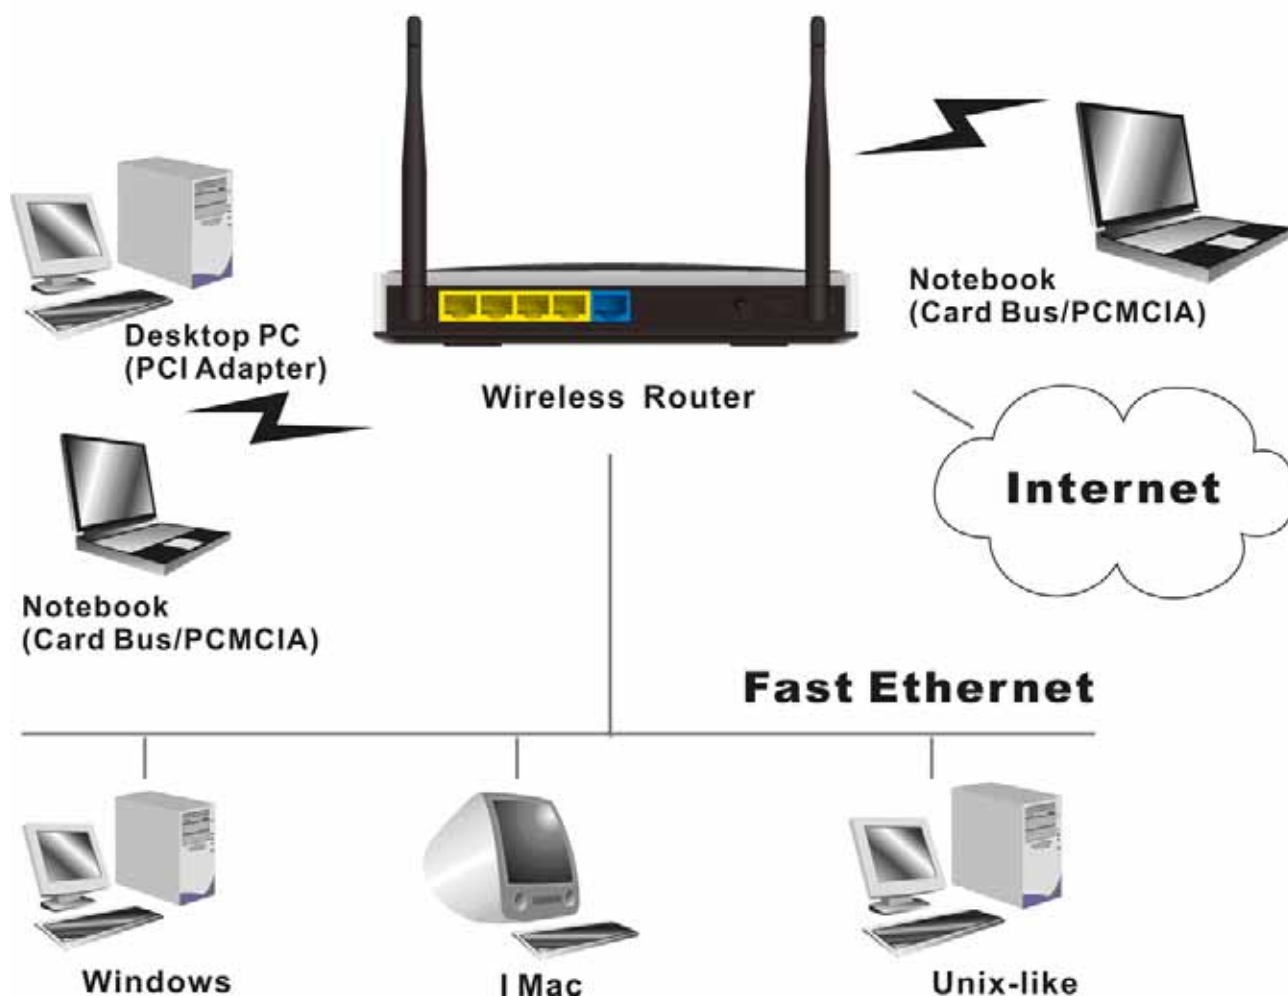 Notebook
(Card Bus/PCMCIA)
Desktop PC
(PCI Adapter)
Wireless Router
Internet
Notebook
(Card Bus/PCMCIA)
Fast Ethernet
Windows
I Mac
Unix-like